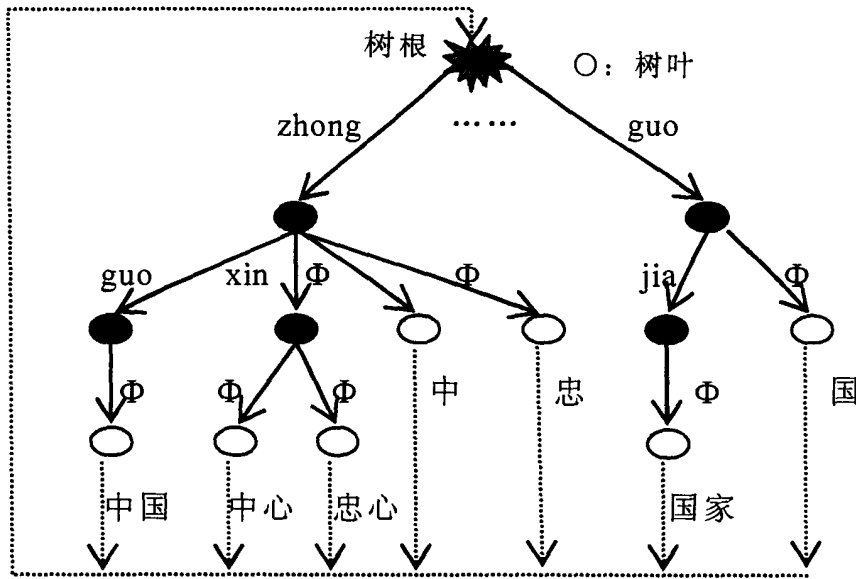 树根
○：树叶
zhong
……
guo
guo
xin
Φ
Φ
jia
Φ
Φ
Φ
Φ
中
忠
Φ
国
中国
中心
忠心
国家